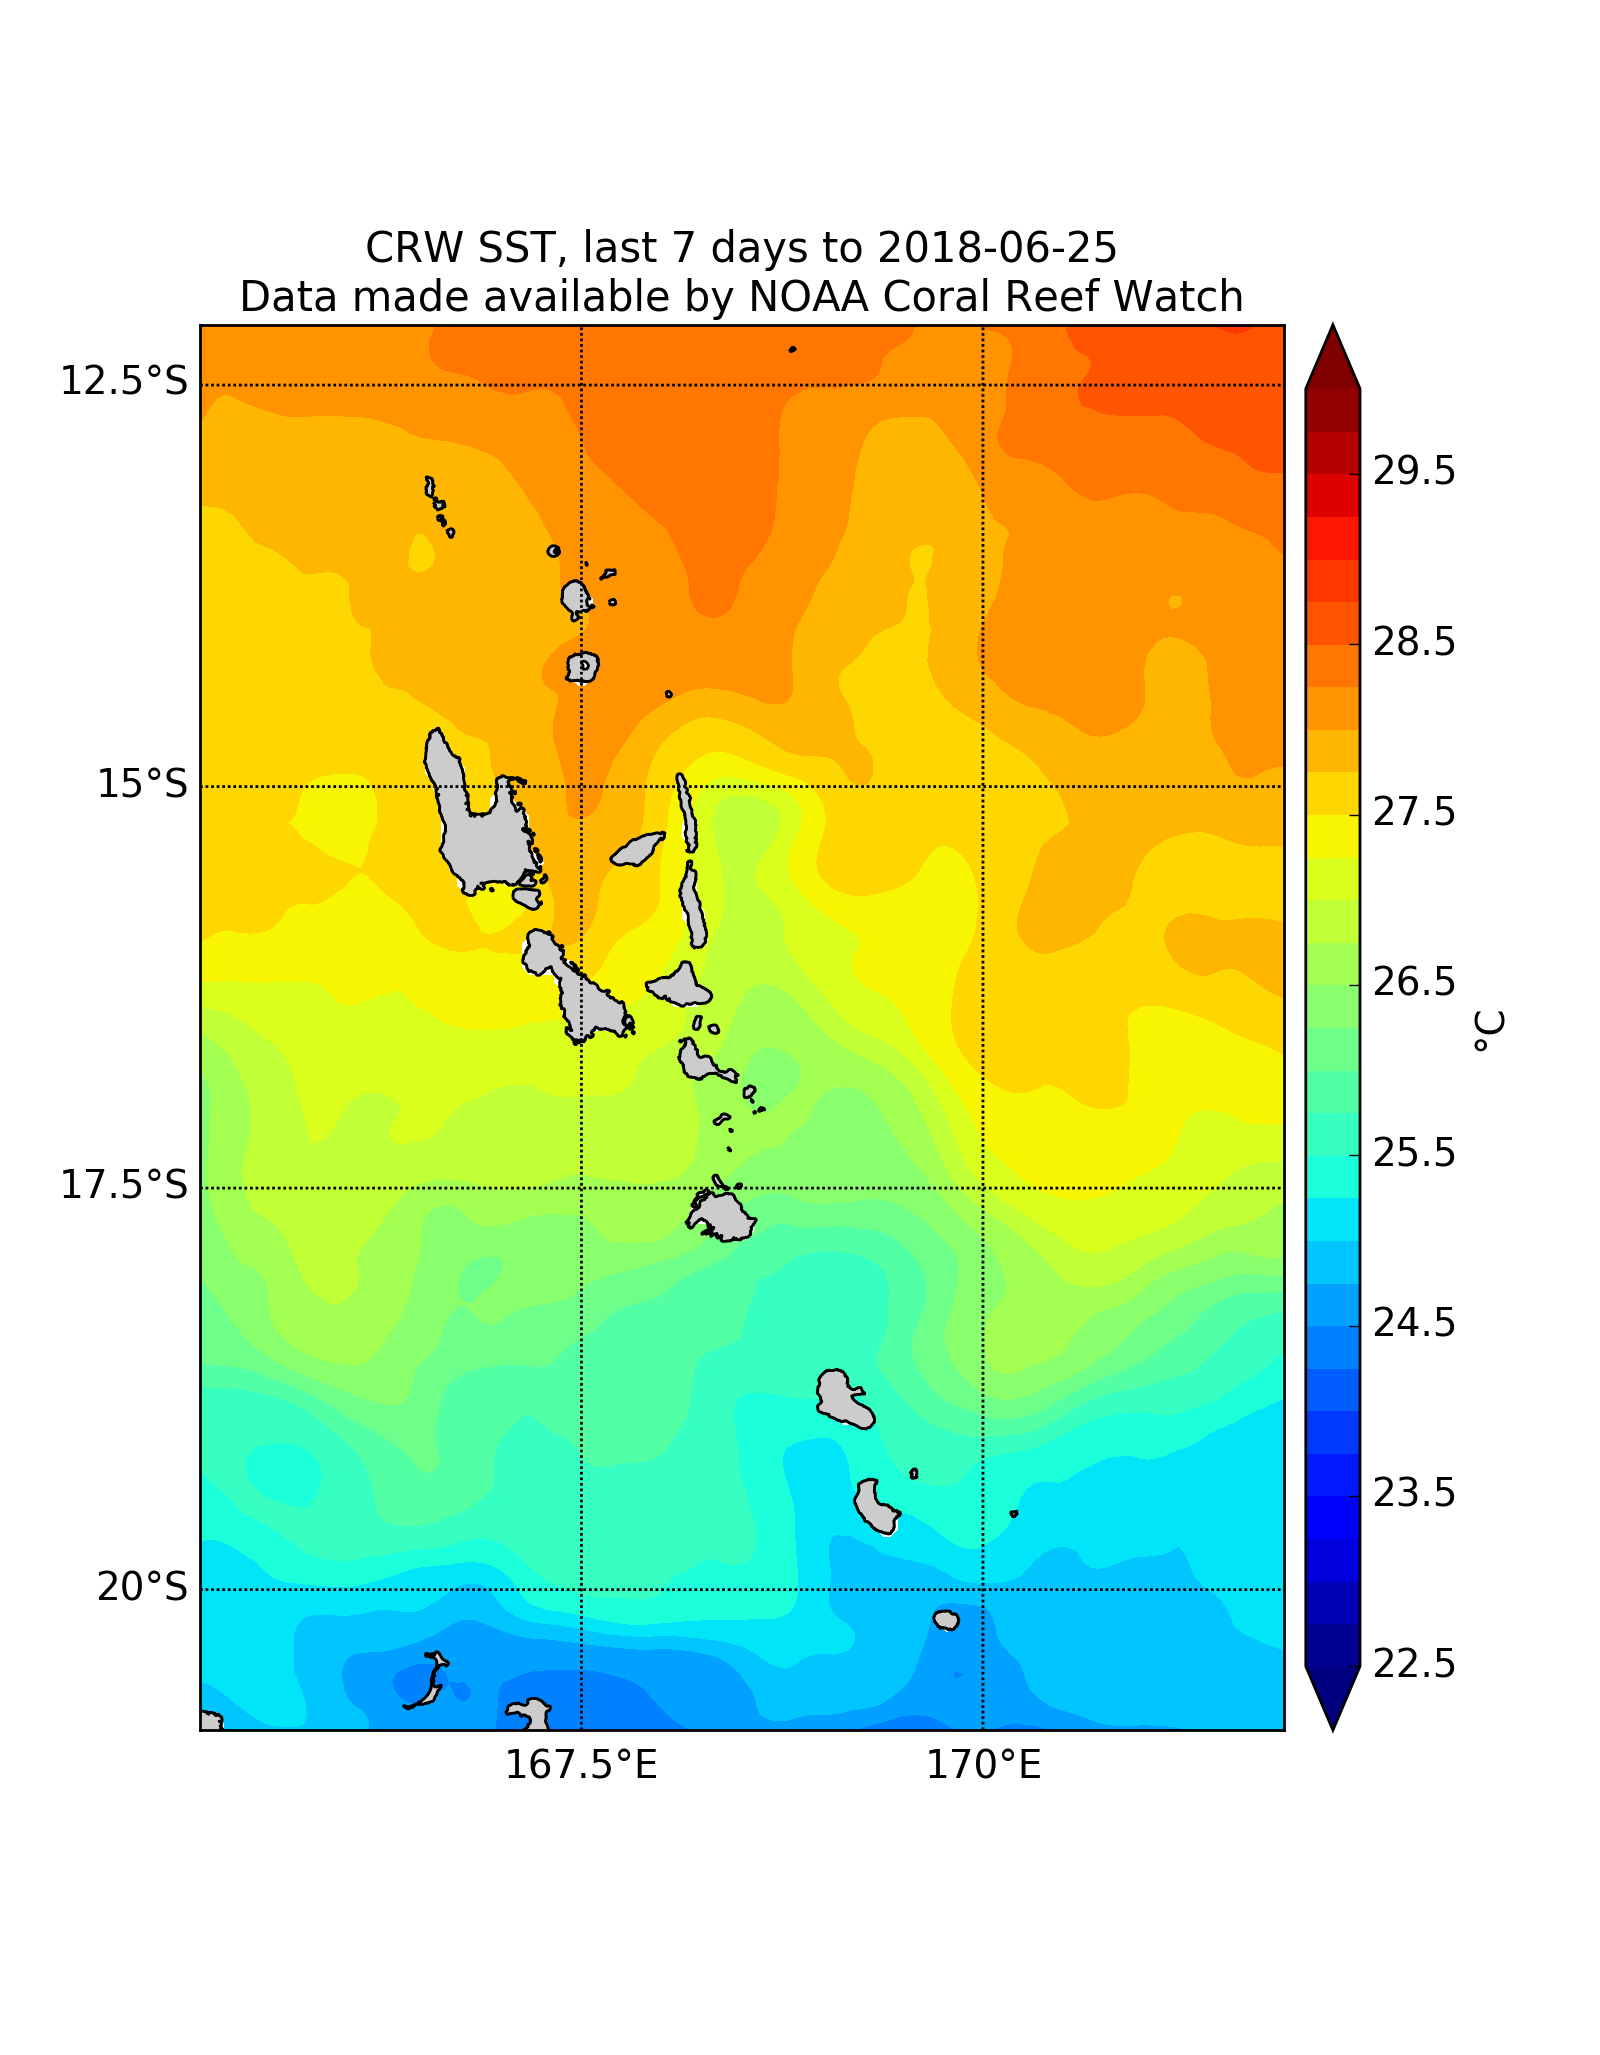 CRW SST, last 7 days to 2018-06-25
Data made available by NOAA Coral Reef Watch
12.5°S
15°S
17.5°S
20°S
167.5°E
170°E
29.5
28.5
27.5
26.5
25.5
24.5
23.5
22.5
°C